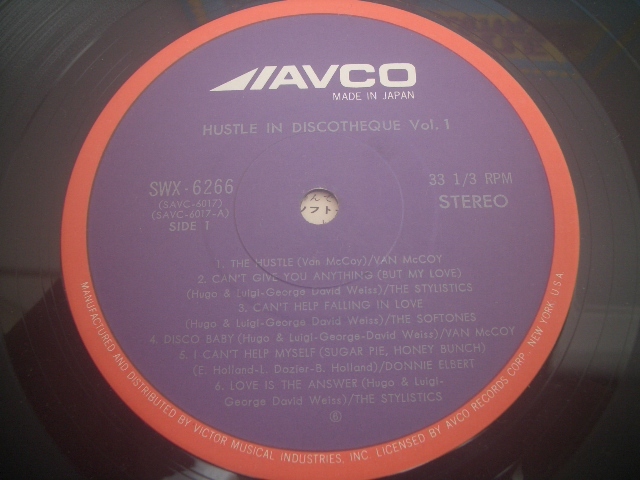 AVCO
MADE IN JAPAN
HUSTLE IN DISCOTHEQUE Vol. 1
SWX-6266
(SAVC-6017)
(SAVC-6017-A)
SIDE 1
33 1/3 RPM
STEREO
ソフト
1. THE HUSTLE (Van McCoy)/VAN McCOY
2. CAN'T GIVE YOU ANYTHING (BUT MY LOVE)
(Hugo & Luigi-George David Weiss)/THE STYLISTICS
3. CAN'T HELP FALLING IN LOVE
(Hugo & Luigi-George David Weiss)/THE SOFTONES
4. DISCO BABY (Hugo & Luigi-George-David Weiss)/VAN McCOY
5. I CAN'T HELP MYSELF (SUGAR PIE, HONEY BUNCH)
(E. Holland-L. Dazier-B. Holland)/DONNIE ELBERT
6. LOVE IS THE ANSWER (Hugo & Luigi-
George David Weiss)/THE STYLISTICS
MANUFACTURED AND DISTRIBUTED BY VICTOR MUSICAL INDUSTRIES, INC. LICENSED BY AVCO RECORDS CORP.- NEW YORK, U.S.A.